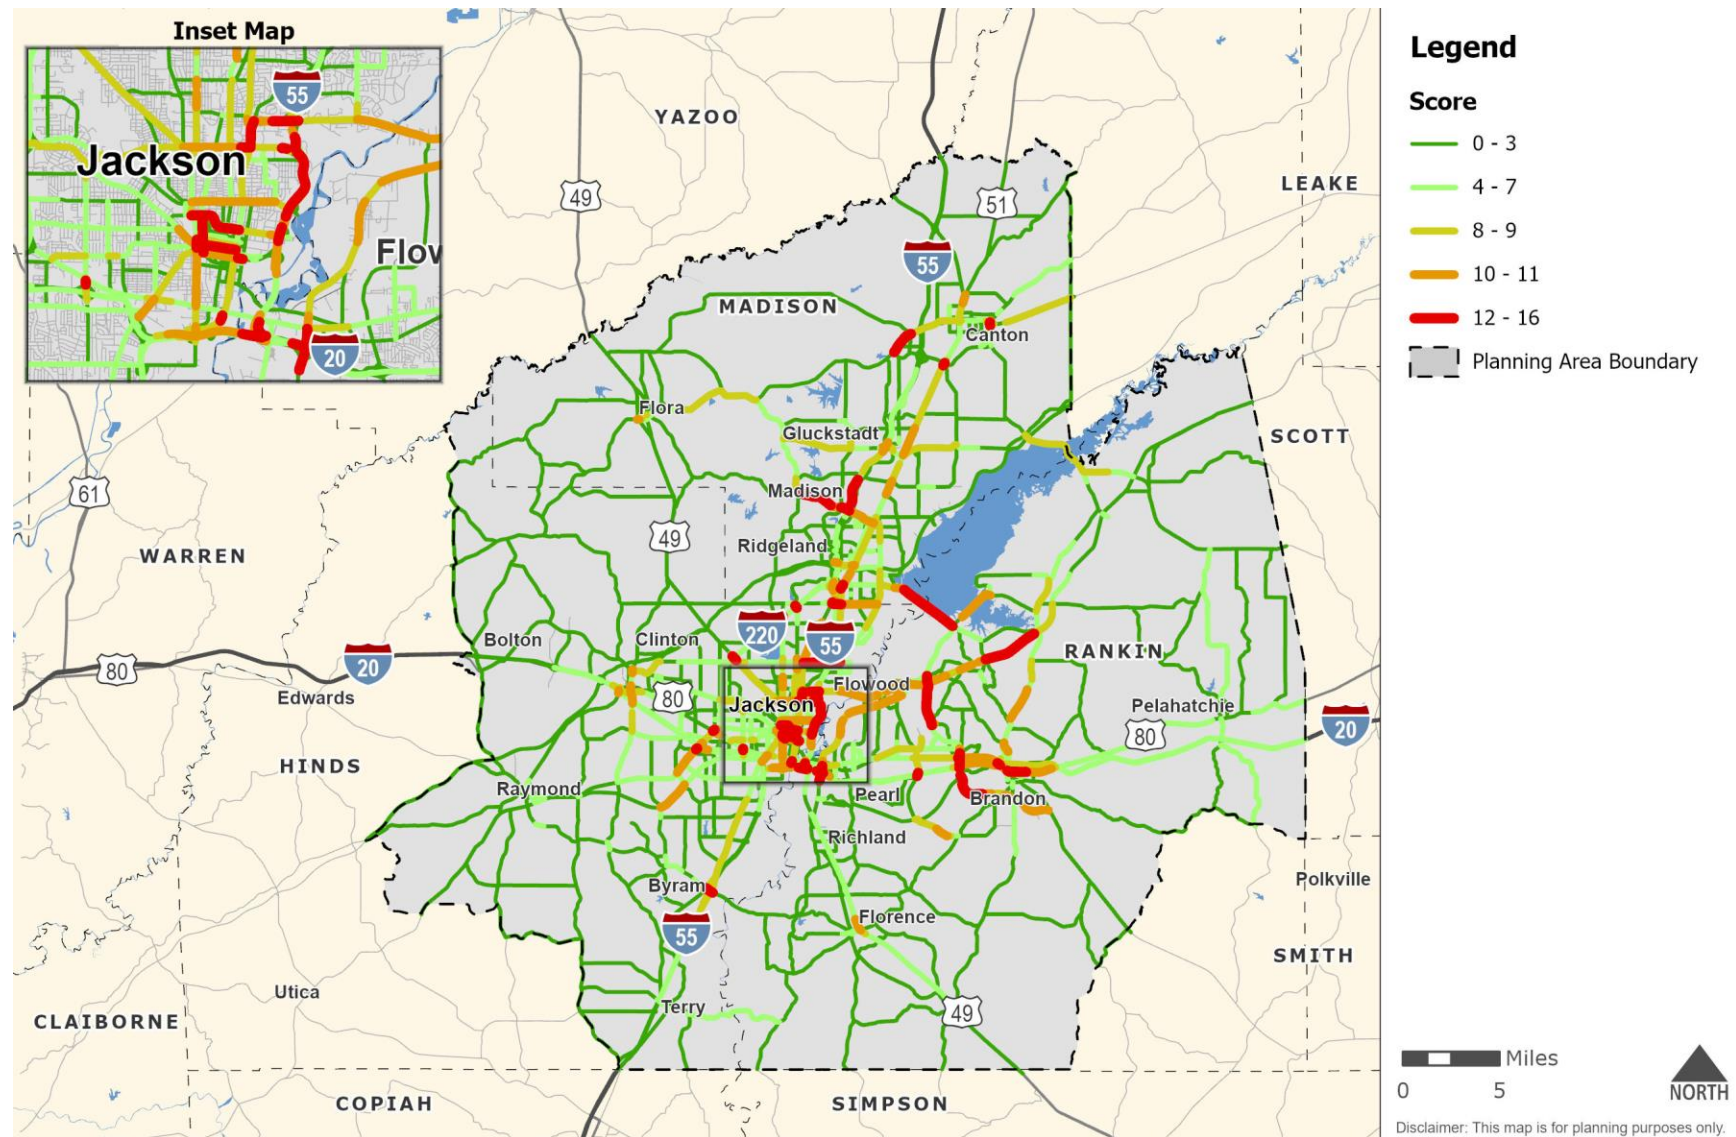 Inset Map
55
Jackson
Flow
20
YAZOO
LEAKE
49
51
55
MADISON
Canton
Flora
Gluckstadt
SCOTT
61
Madison
49
WARREN
Ridgeland
220
55
Bolton
Clinton
RANKIN
20
80
Edwards
80
Flowood
Jackson
Pelahatchie
80
20
HINDS
Raymond
Pearl
Brandon
Richland
Byram
Polkville
Florence
55
SMITH
Utica
Terry
49
CLAIBORNE
COPIAH
SIMPSON
Legend
Score
0 - 3
4 - 7
8 - 9
10 - 11
12 - 16
Planning Area Boundary
Miles
0 5
NORTH
Disclaimer: This map is for planning purposes only.